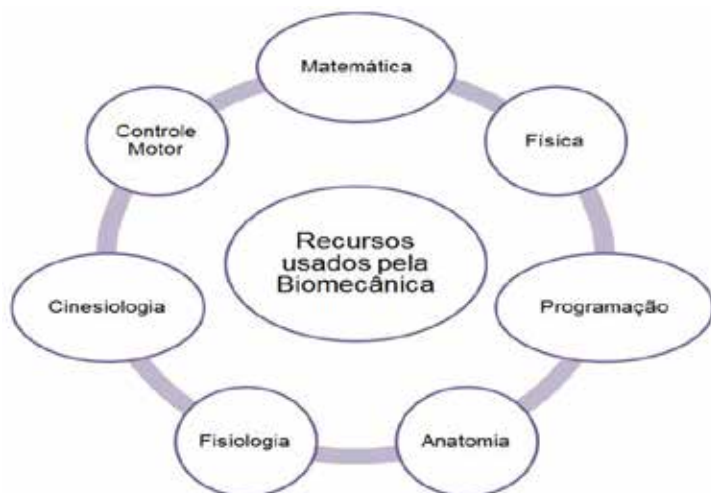 Matemática
Física
Programação
Anatomia
Fisiologia
Cinesiologia
Controle
Motor
Recursos
usados pela
Biomecânica